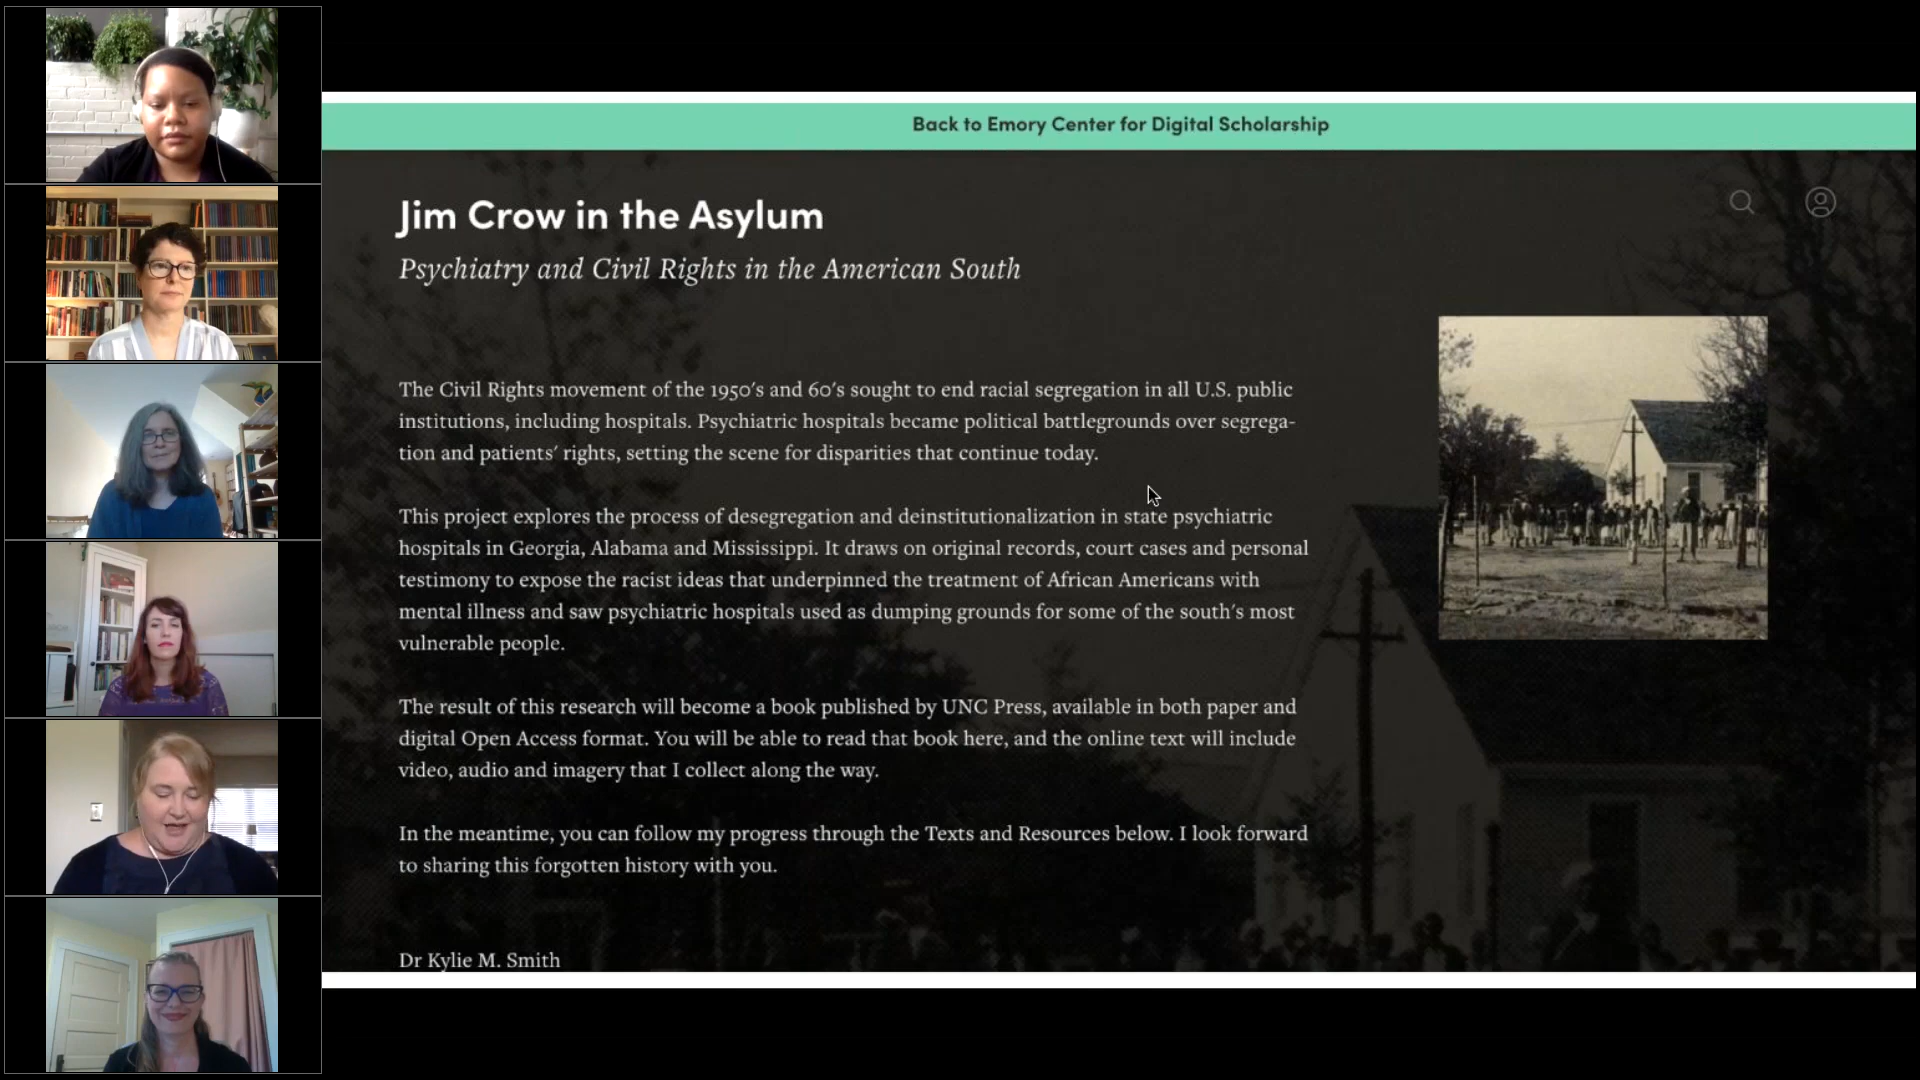 Back to Emory Center for Digital Scholarship
Jim Crow in the Asylum
Psychiatry and Civil Rights in the American South
The Civil Rights movement of the 1950's and 60's sought to end racial segregation in all U.S. public
institutions, including hospitals. Psychiatric hospitals became political battlegrounds over segrega-
tion and patients' rights, setting the scene for disparities that continue today.
This project explores the process of desegregation and deinstitutionalization in state psychiatric
hospitals in Georgia, Alabama and Mississippi. It draws on original records, court cases and personal
testimony to expose the racist ideas that underpinned the treatment of African Americans with
mental illness and saw psychiatric hospitals used as dumping grounds for some of the south's most
vulnerable people.
The result of this research will become a book published by UNC Press, available in both paper and
digital Open Access format. You will be able to read that book here, and the online text will include
video, audio and imagery that I collect along the way.
In the meantime, you can follow my progress through the Texts and Resources below. I look forward
to sharing this forgotten history with you.
Dr Kylie M. Smith